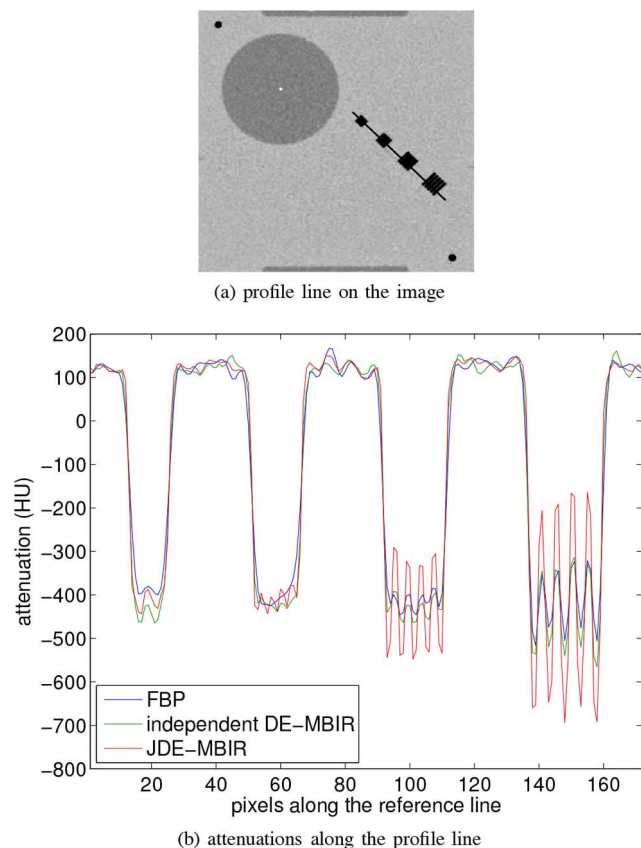 (a) profile line on the image
200
100
0
−100
−200
−300
−400
−500
−600
−700
−800
attenuation (HU)
FBP
independent DE−MBIR
JDE−MBIR
20 40 60 80 100 120 140 160
pixels along the reference line
(b) attenuations along the profile line